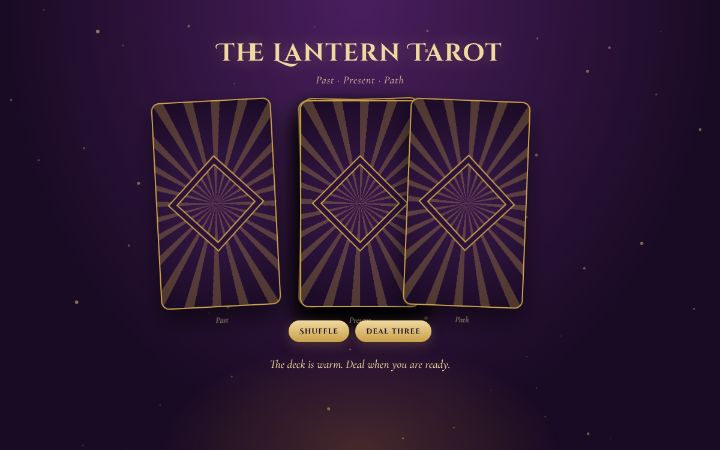 The Lantern Tarot
Past · Present · Path
Past
Path
SHUFFLE
DEAL THREE
The deck is warm. Deal when you are ready.